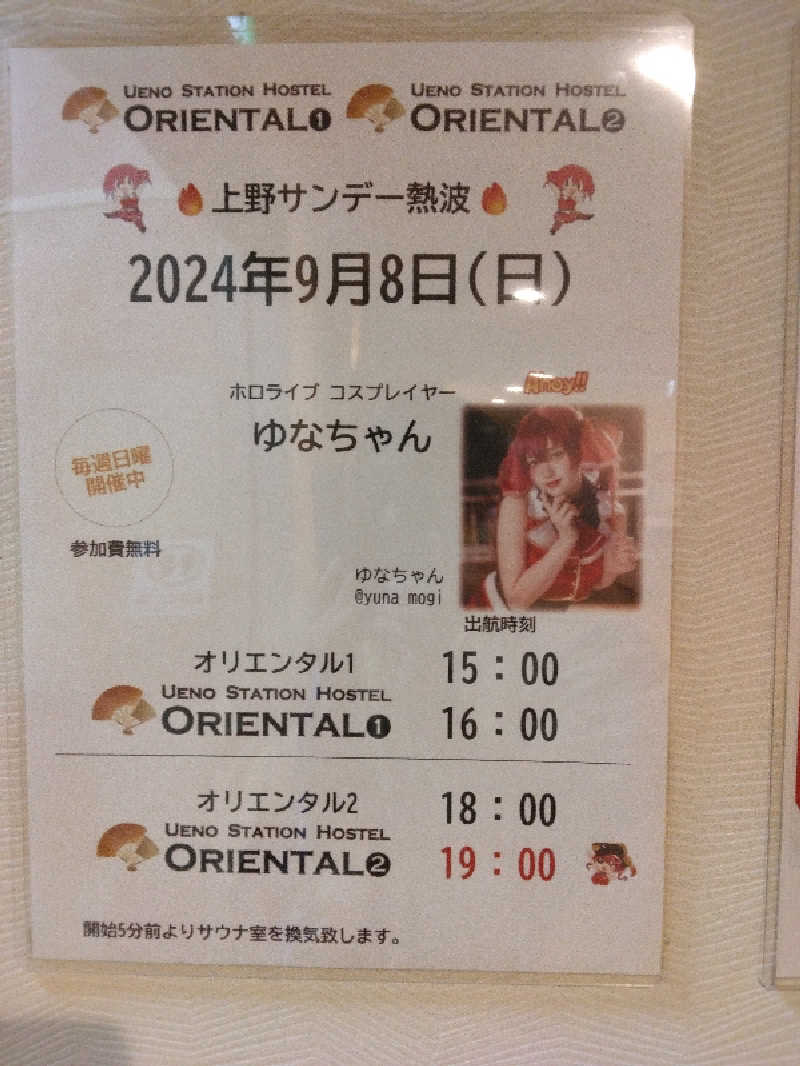 UENO STATION HOSTEL
ORIENTAL1
UENO STATION HOSTEL
ORIENTAL2
上野サンデー熱波
2024年9月8日(日)
Ahoy!!
ホロライブ コスプレイヤー
ゆなちゃん
毎週日曜
開催中
参加費無料
ゆなちゃん
@yuna mogi
出航時刻
オリエンタル1
UENO STATION HOSTEL
ORIENTAL1
15:00
16:00
オリエンタル2
UENO STATION HOSTEL
ORIENTAL2
18:00
19:00
開始5分前よりサウナ室を換気致します。